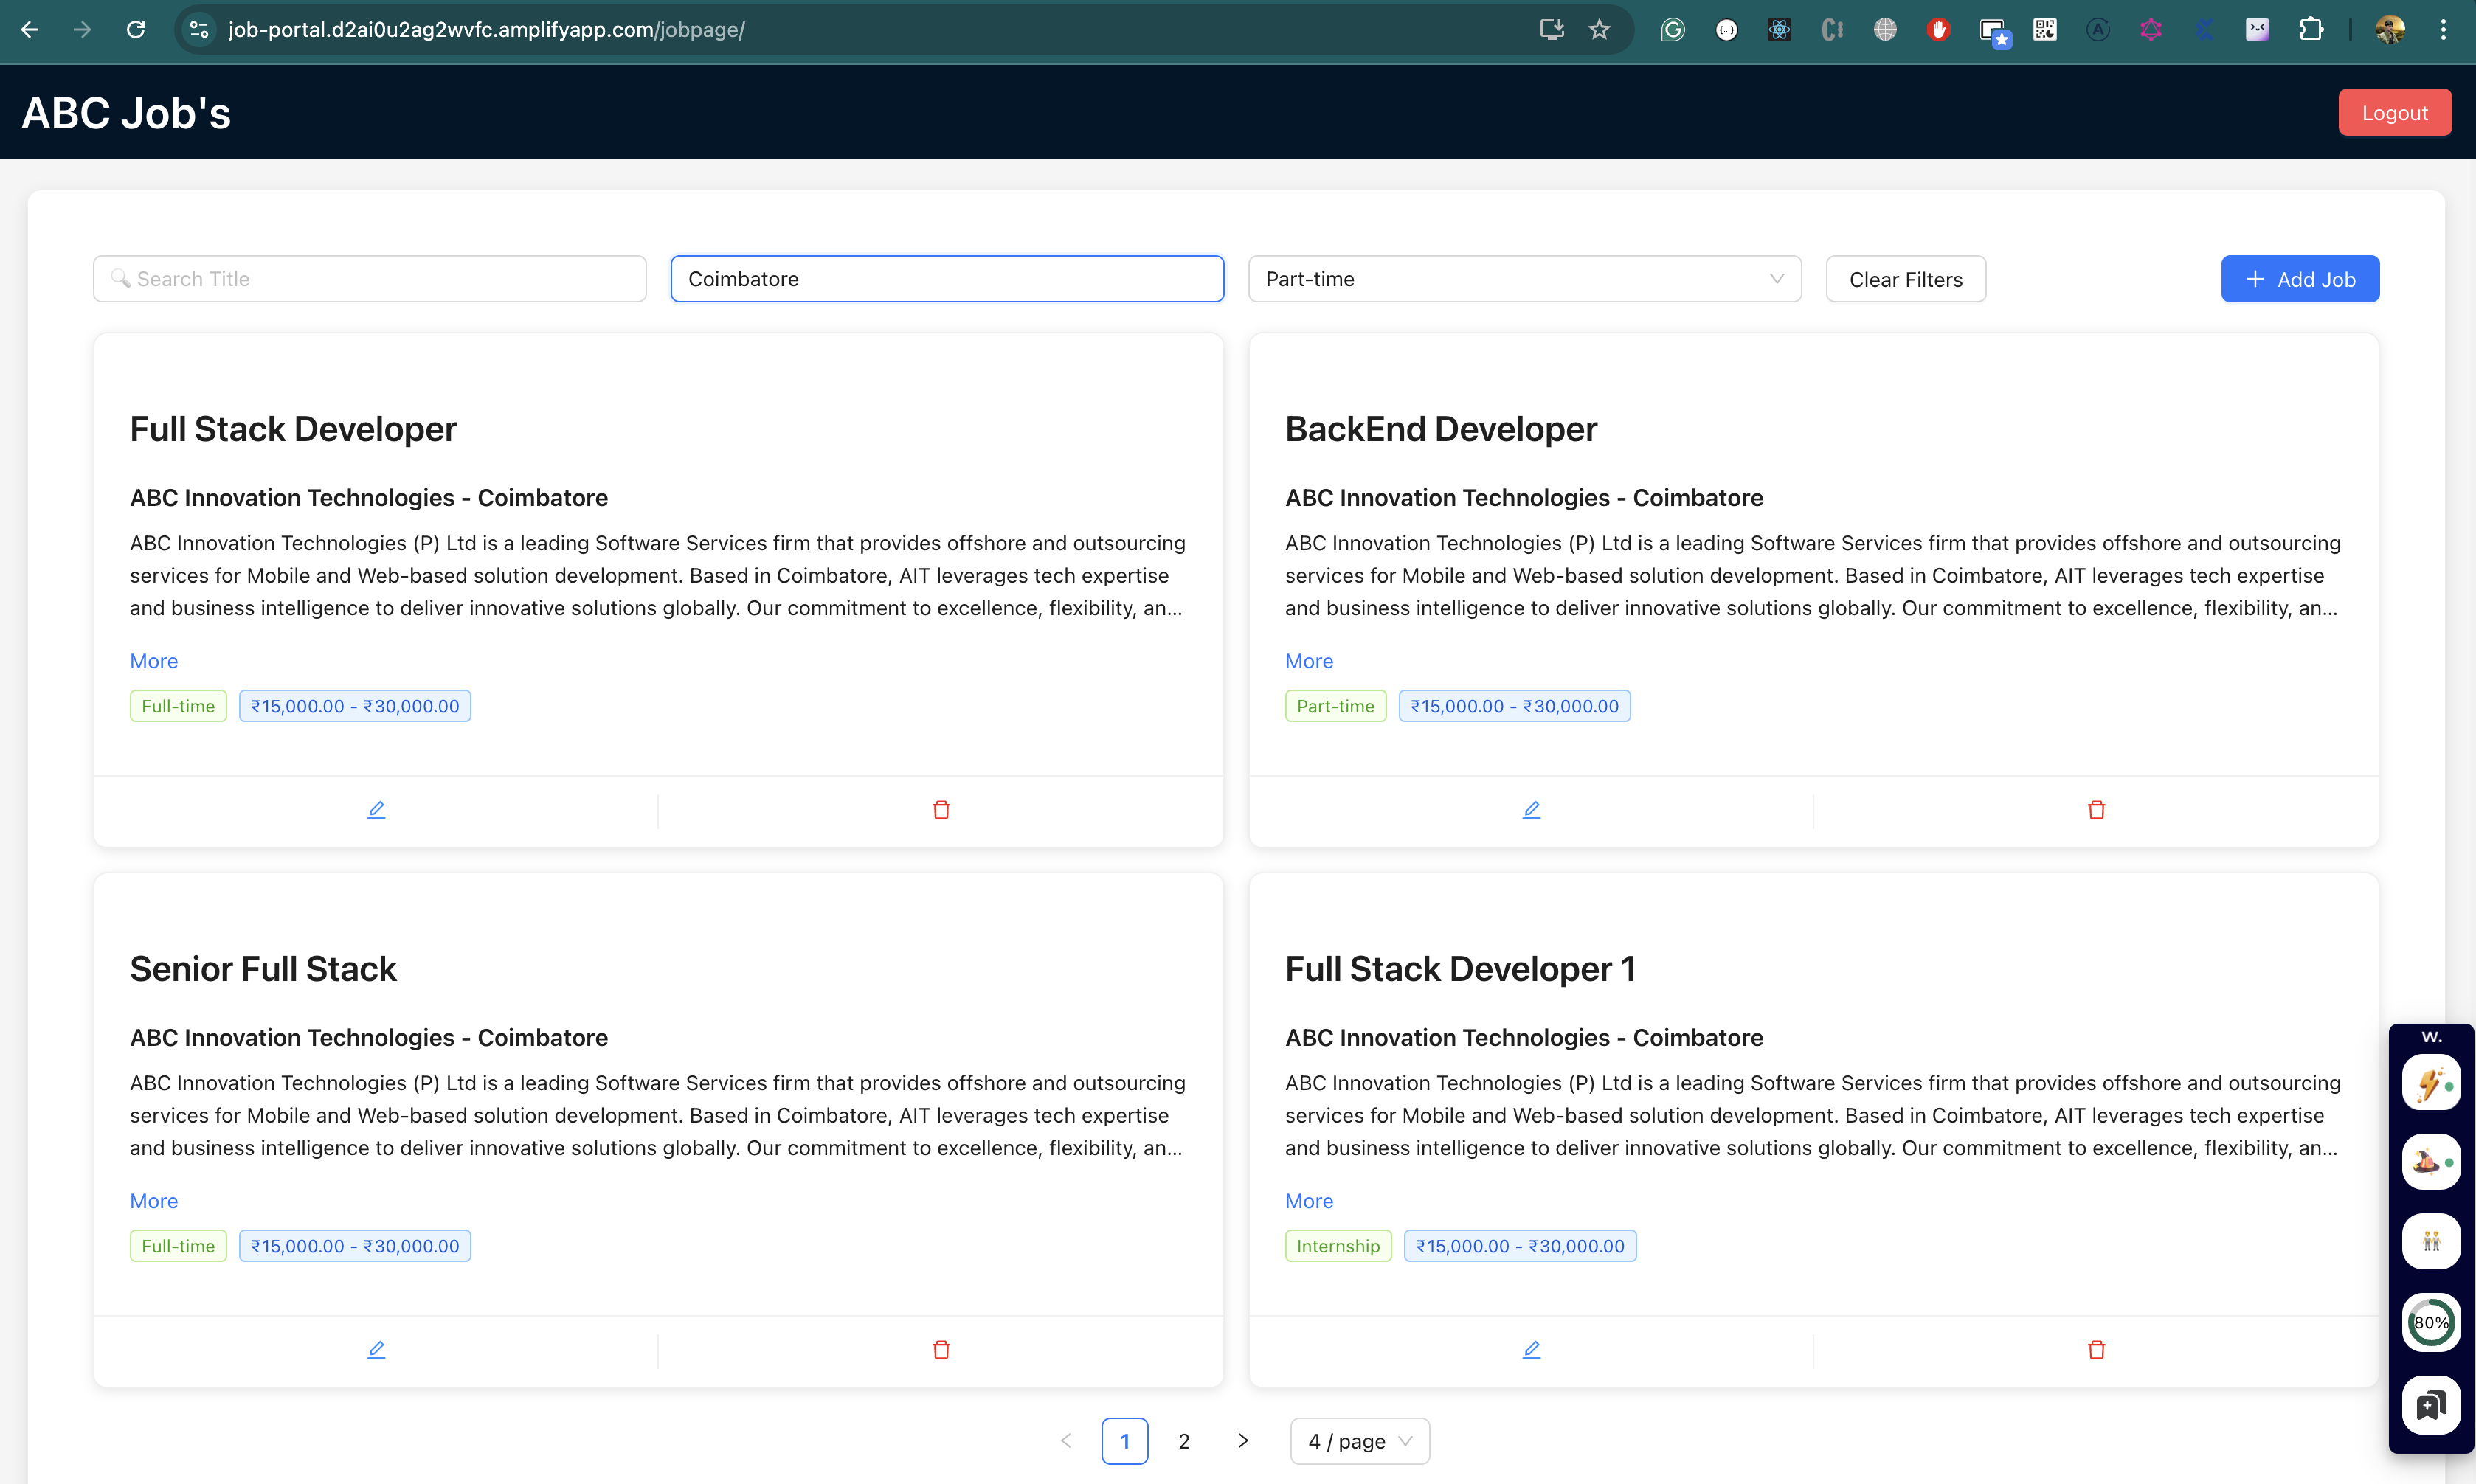 job-portal.d2ai0u2ag2wvfc.amplifyapp.com/jobpage/
ABC Job's
Logout
Search Title
Coimbatore
Part-time
Clear Filters
+ Add Job
Full Stack Developer
ABC Innovation Technologies - Coimbatore
ABC Innovation Technologies (P) Ltd is a leading Software Services firm that provides offshore and outsourcing
services for Mobile and Web-based solution development. Based in Coimbatore, AIT leverages tech expertise
and business intelligence to deliver innovative solutions globally. Our commitment to excellence, flexibility, an...
More
Full-time
₹15,000.00 - ₹30,000.00
BackEnd Developer
ABC Innovation Technologies - Coimbatore
ABC Innovation Technologies (P) Ltd is a leading Software Services firm that provides offshore and outsourcing
services for Mobile and Web-based solution development. Based in Coimbatore, AIT leverages tech expertise
and business intelligence to deliver innovative solutions globally. Our commitment to excellence, flexibility, an...
More
Part-time
₹15,000.00 - ₹30,000.00
Senior Full Stack
ABC Innovation Technologies - Coimbatore
ABC Innovation Technologies (P) Ltd is a leading Software Services firm that provides offshore and outsourcing
services for Mobile and Web-based solution development. Based in Coimbatore, AIT leverages tech expertise
and business intelligence to deliver innovative solutions globally. Our commitment to excellence, flexibility, an...
More
Full-time
₹15,000.00 - ₹30,000.00
Full Stack Developer 1
ABC Innovation Technologies - Coimbatore
ABC Innovation Technologies (P) Ltd is a leading Software Services firm that provides offshore and outsourcing
services for Mobile and Web-based solution development. Based in Coimbatore, AIT leverages tech expertise
and business intelligence to deliver innovative solutions globally. Our commitment to excellence, flexibility, an...
More
Internship
₹15,000.00 - ₹30,000.00
w.
80%
1
2
4 / page